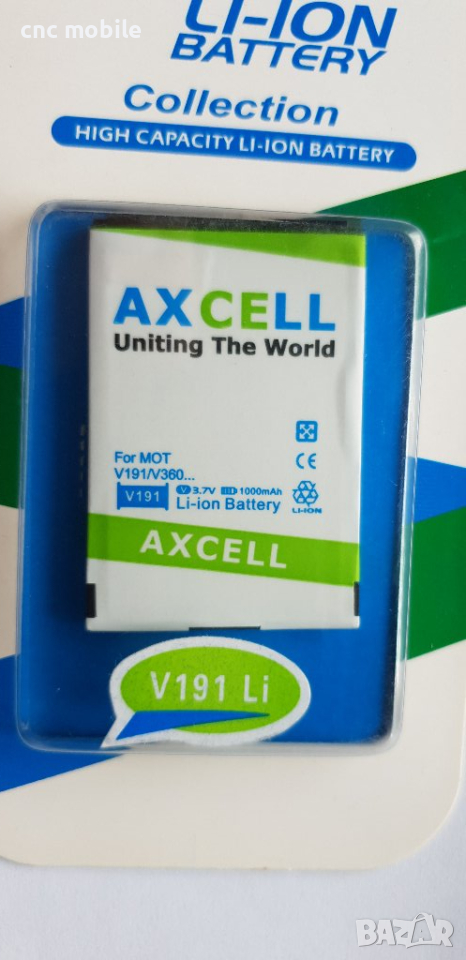 cnc mobile
LI-ION
BATTERY
Collection
HIGH CAPACITY LI-ION BATTERY
AXCELL
Uniting The World
For MOT
V191/V360...
V191
V 3.7V 1000mAh
Li-ion Battery
CE
LI-ION
AXCELL
V191 Li
BAZAR